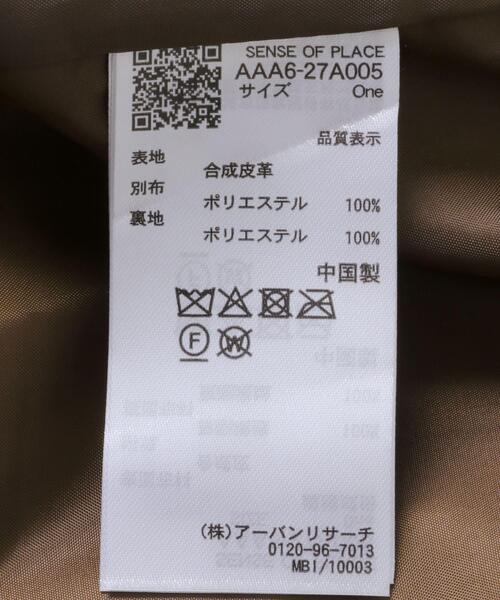 SENSE OF PLACE
AAA6-27A005
サイズ One
品質表示
表地 合成皮革
別布 ポリエステル 100%
裏地 ポリエステル 100%
中国製
F W
(株)アーバンリサーチ
0120-96-7013
MBI/10003